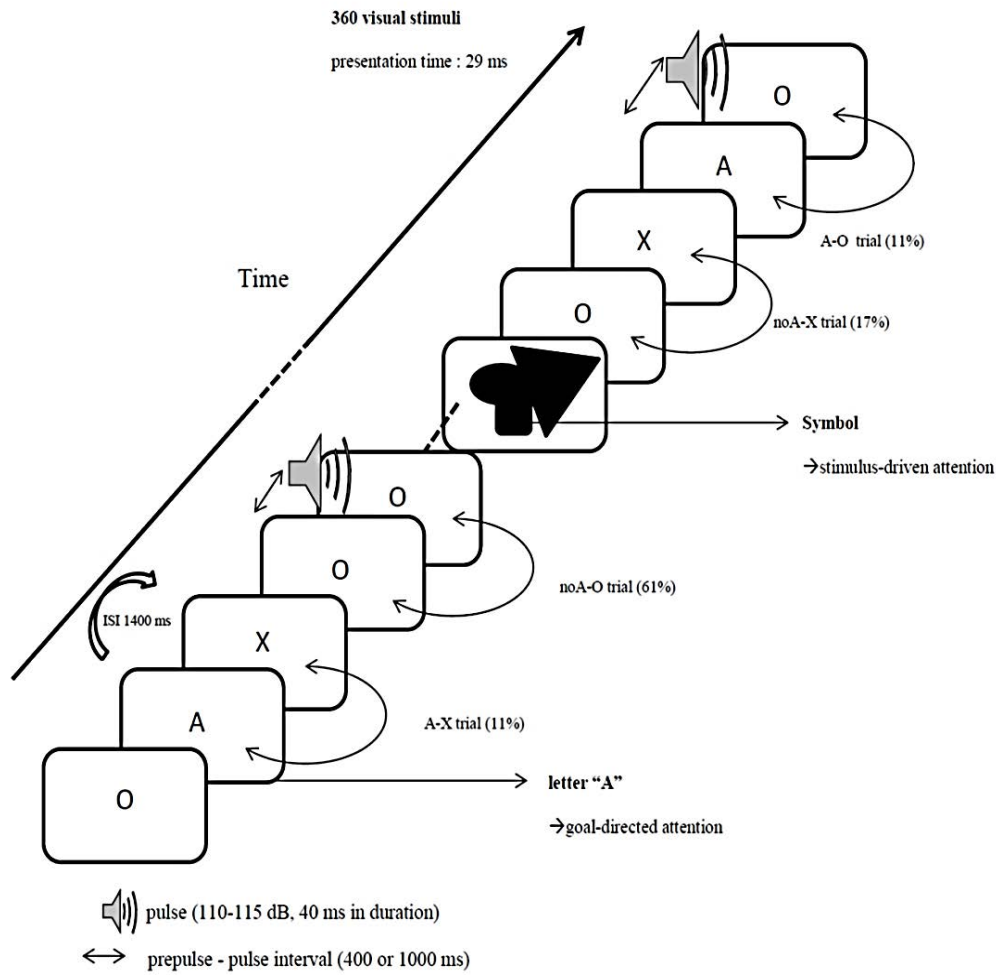 360 visual stimuli
presentation time : 29 ms
O
A
X
A-O trial (11%)
Time
O
noA-X trial (17%)
Symbol
→stimulus-driven attention
O
O
noA-O trial (61%)
ISI 1400 ms
X
A
A-X trial (11%)
letter “A”
→goal-directed attention
O
pulse (110-115 dB, 40 ms in duration)
prepulse - pulse interval (400 or 1000 ms)